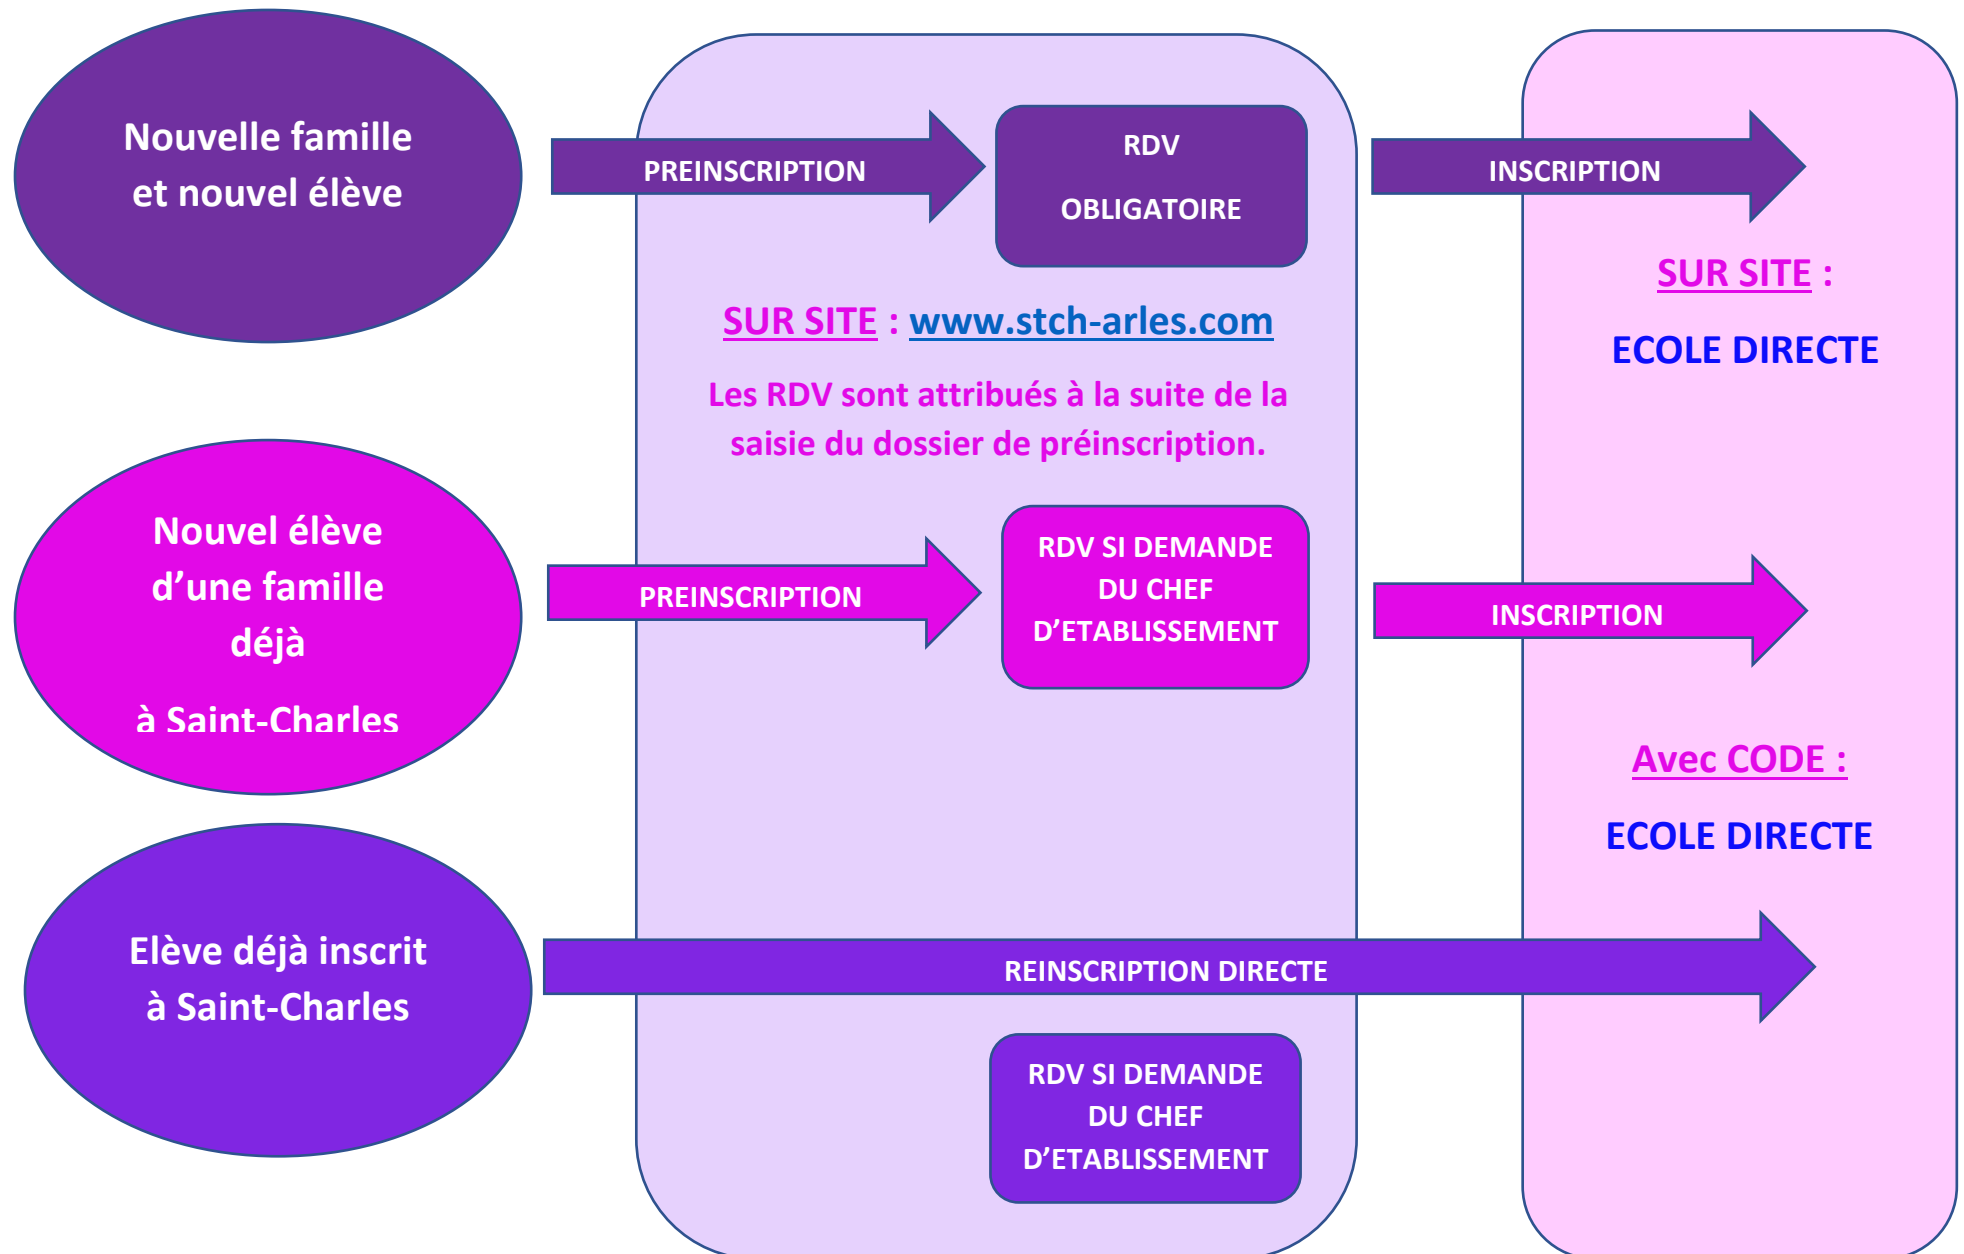 Nouvelle famille
et nouvel élève
PREINSCRIPTION
RDV
OBLIGATOIRE
INSCRIPTION
SUR SITE : www.stch-arles.com
Les RDV sont attribués à la suite de la
saisie du dossier de préinscription.
SUR SITE :
ECOLE DIRECTE
Nouvel élève
d’une famille
déjà
à Saint-Charles
PREINSCRIPTION
RDV SI DEMANDE
DU CHEF
D’ETABLISSEMENT
INSCRIPTION
Avec CODE :
ECOLE DIRECTE
Elève déjà inscrit
à Saint-Charles
REINSCRIPTION DIRECTE
RDV SI DEMANDE
DU CHEF
D’ETABLISSEMENT